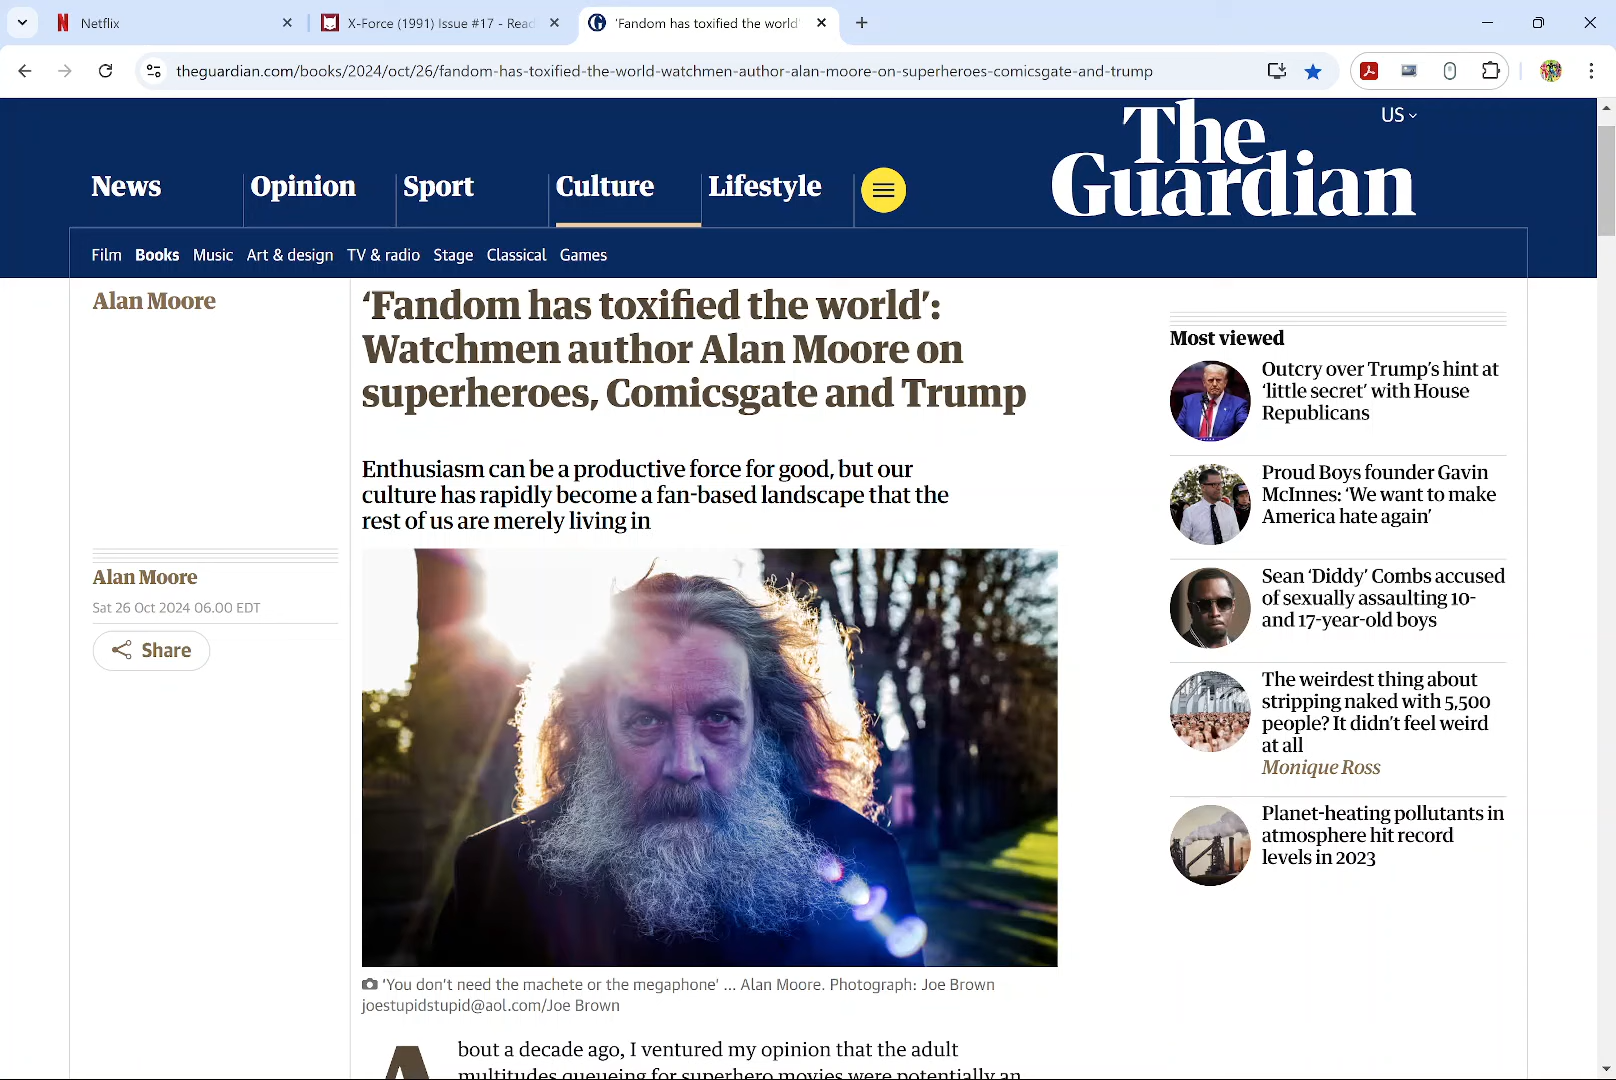 Netflix
X-Force (1991) Issue #17 - Read
'Fandom has toxified the world'
theguardian.com/books/2024/oct/26/fandom-has-toxified-the-world-watchmen-author-alan-moore-on-superheroes-comicsgate-and-trump
US
The
Guardian
News
Opinion
Sport
Culture
Lifestyle
Film Books Music Art & design TV & radio Stage Classical Games
Alan Moore
‘Fandom has toxified the world’:
Watchmen author Alan Moore on
superheroes, Comicsgate and Trump
Enthusiasm can be a productive force for good, but our
culture has rapidly become a fan-based landscape that the
rest of us are merely living in
Alan Moore
Sat 26 Oct 2024 06.00 EDT
Share
‘You don’t need the machete or the megaphone’ ... Alan Moore. Photograph: Joe Brown
joestupidstupid@aol.com/Joe Brown
About a decade ago, I ventured my opinion that the adult
multitudes queueing for superhero movies were potentially an
Most viewed
Outcry over Trump’s hint at
‘little secret’ with House
Republicans
Proud Boys founder Gavin
McInnes: ‘We want to make
America hate again’
Sean ‘Diddy’ Combs accused
of sexually assaulting 10-
and 17-year-old boys
The weirdest thing about
stripping naked with 5,500
people? It didn’t feel weird
at all
Monique Ross
Planet-heating pollutants in
atmosphere hit record
levels in 2023